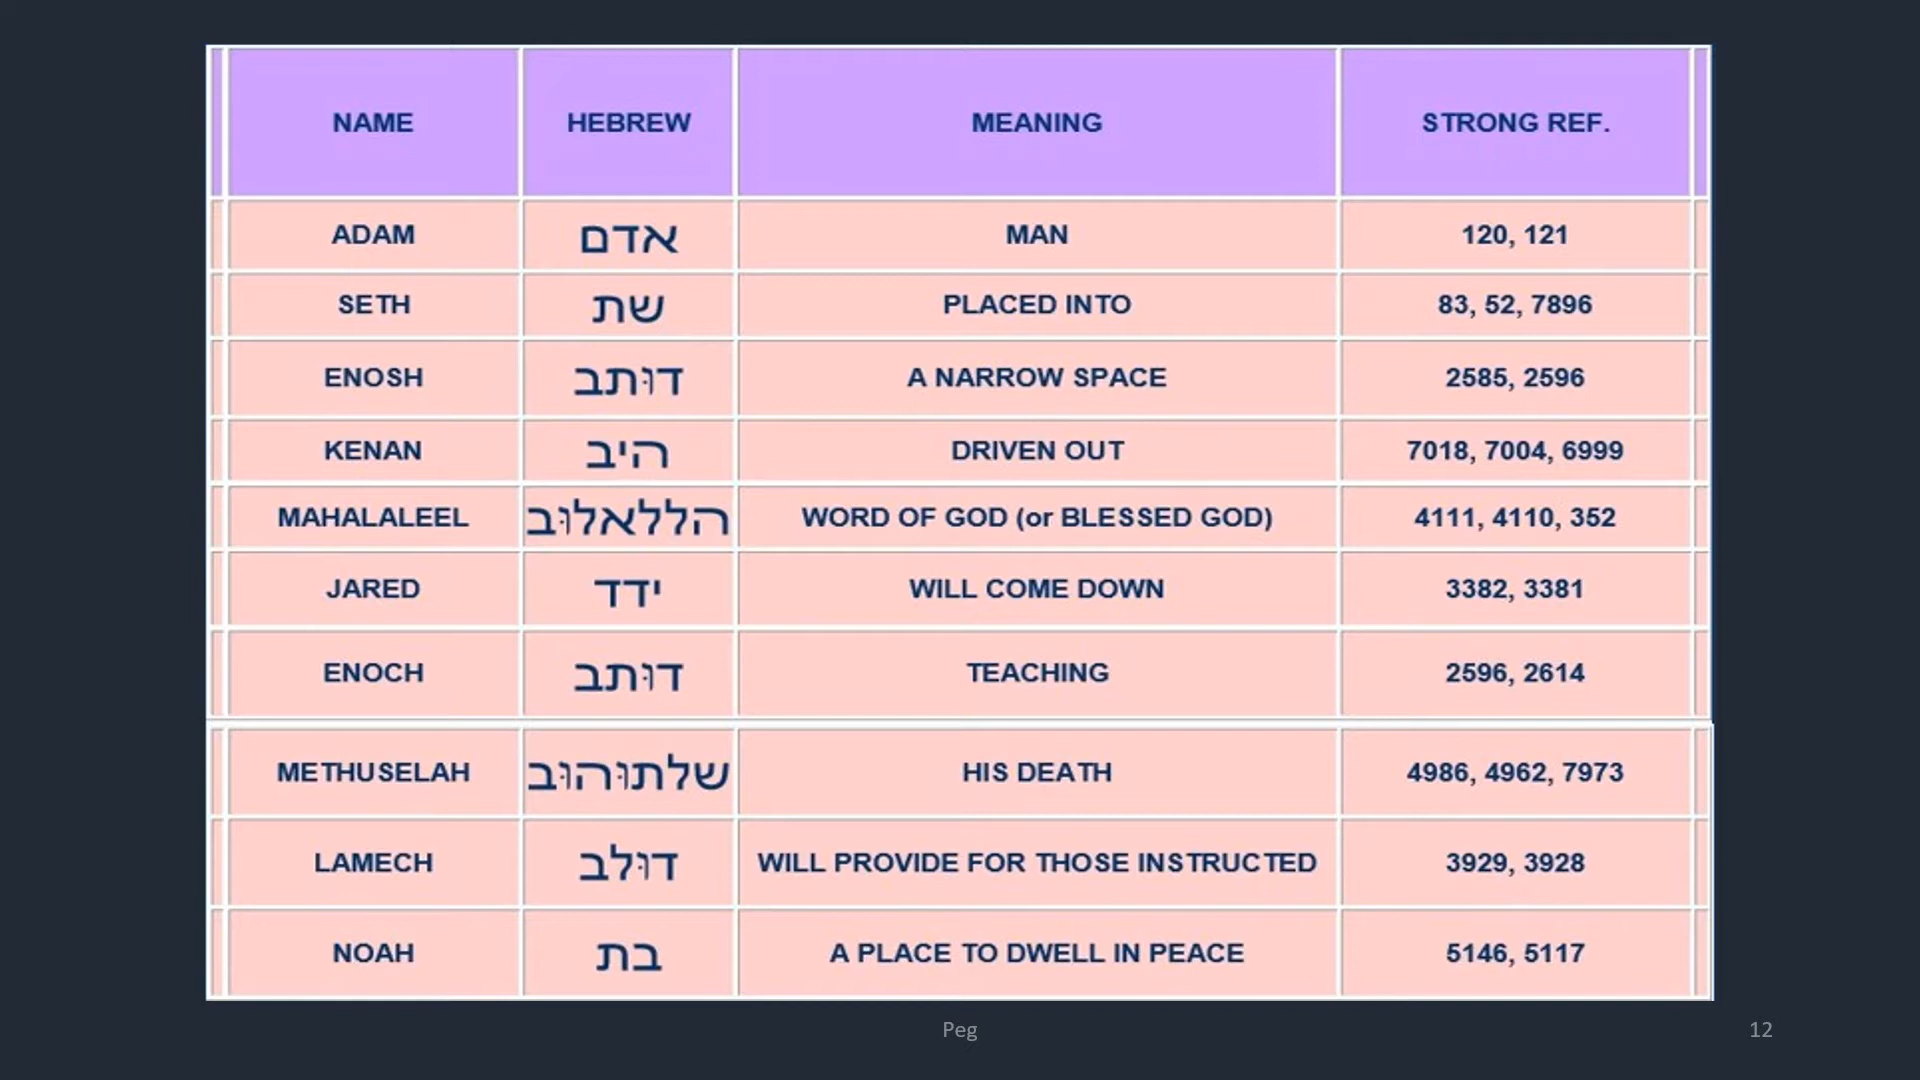 NAME HEBREW MEANING STRONG REF.
ADAM אדם MAN 120, 121
SETH שת PLACED INTO 83, 52, 7896
ENOSH דותב A NARROW SPACE 2585, 2596
KENAN היב DRIVEN OUT 7018, 7004, 6999
MAHALALEEL הללאלוּב WORD OF GOD (or BLESSED GOD) 4111, 4110, 352
JARED ידד WILL COME DOWN 3382, 3381
ENOCH דוּתב TEACHING 2596, 2614
METHUSELAH שלתוּהוּב HIS DEATH 4986, 4962, 7973
LAMECH דוּלב WILL PROVIDE FOR THOSE INSTRUCTED 3929, 3928
NOAH בת A PLACE TO DWELL IN PEACE 5146, 5117
Peg 12